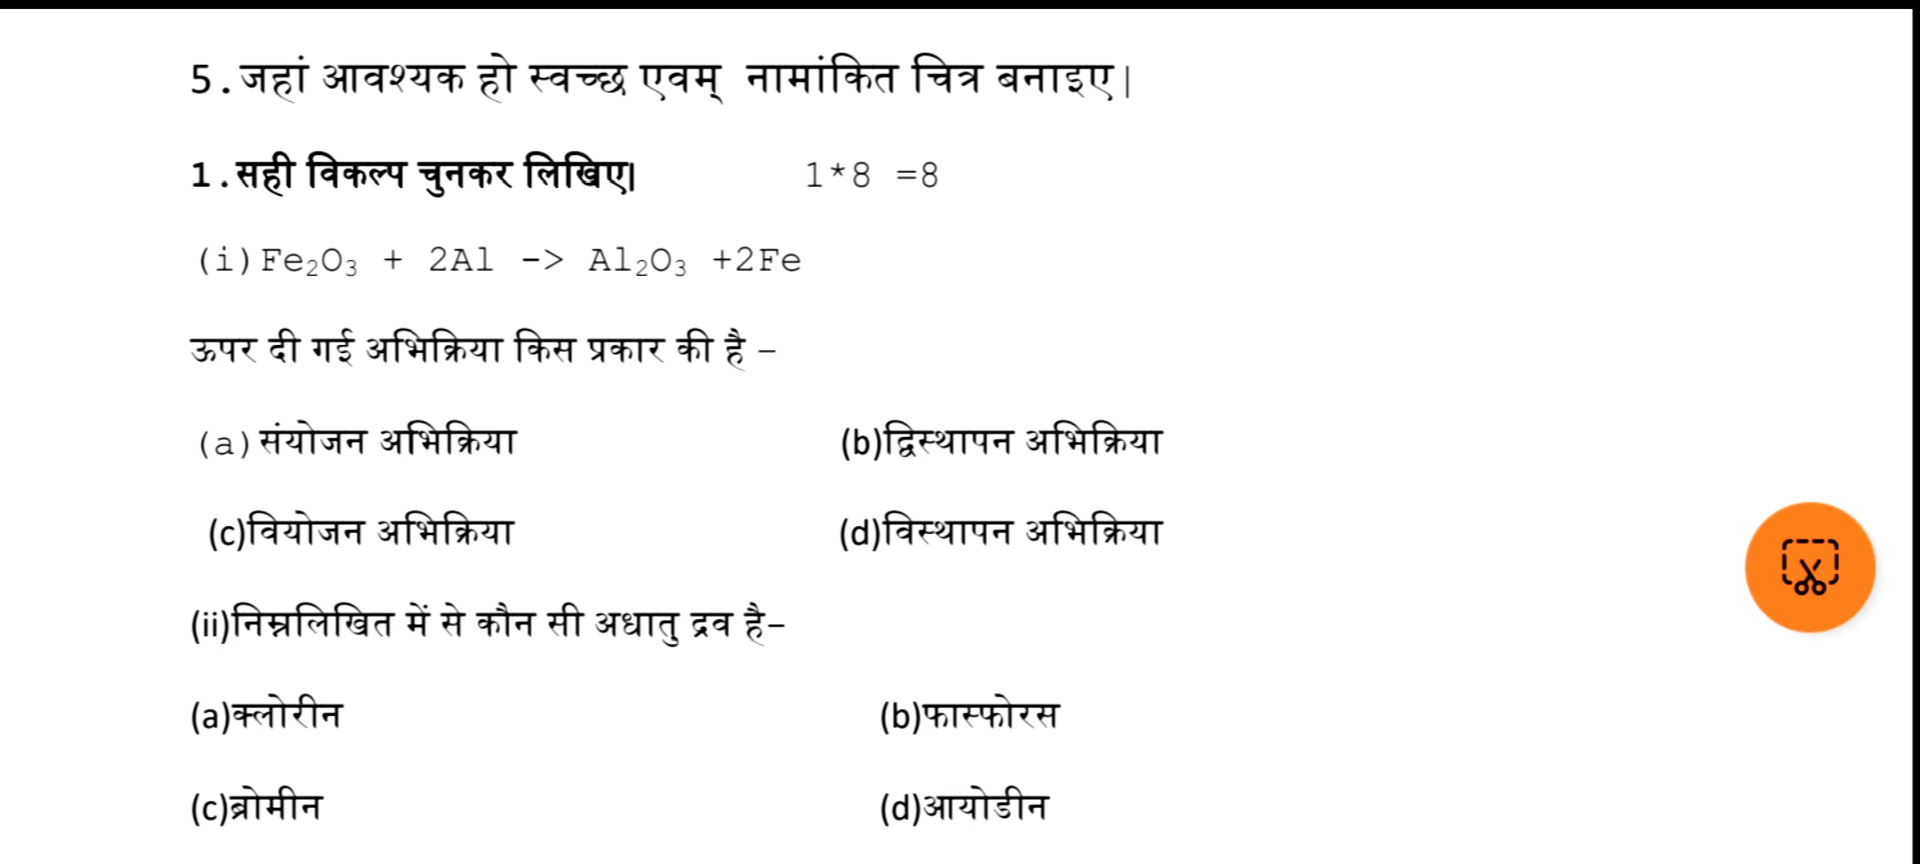 5.जहां आवश्यक हो स्वच्छ एवम् नामांकित चित्र बनाइए|
1.सही विकल्प चुनकर लिखिए| 1*8 =8
(i)Fe₂O₃ + 2Al -> Al₂O₃ +2Fe
ऊपर दी गई अभिक्रिया किस प्रकार की है –
(a)संयोजन अभिक्रिया (b)द्विस्थापन अभिक्रिया
(c)वियोजन अभिक्रिया (d)विस्थापन अभिक्रिया
(ii)निम्नलिखित में से कौन सी अधातु द्रव है–
(a)क्लोरीन (b)फास्फोरस
(c)ब्रोमीन (d)आयोडीन